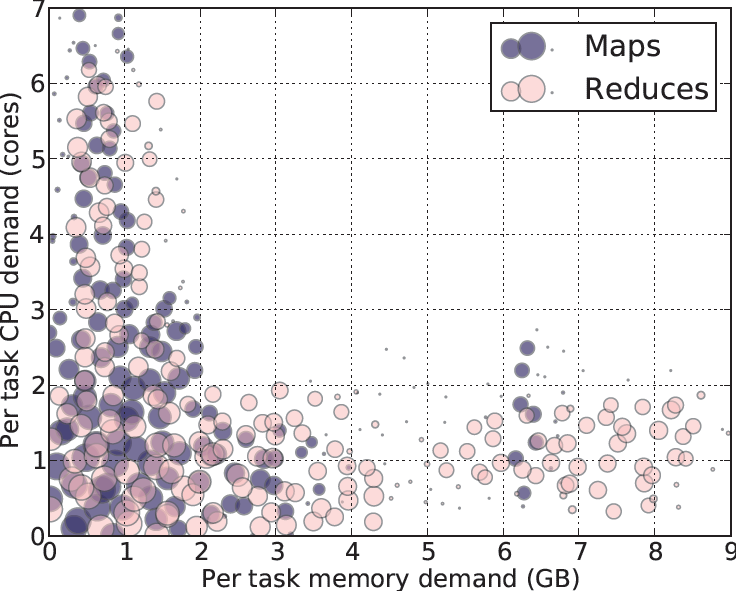 7
6
5
4
3
2
1
0
Per task CPU demand (cores)
Maps
Reduces
0 1 2 3 4 5 6 7 8 9
Per task memory demand (GB)